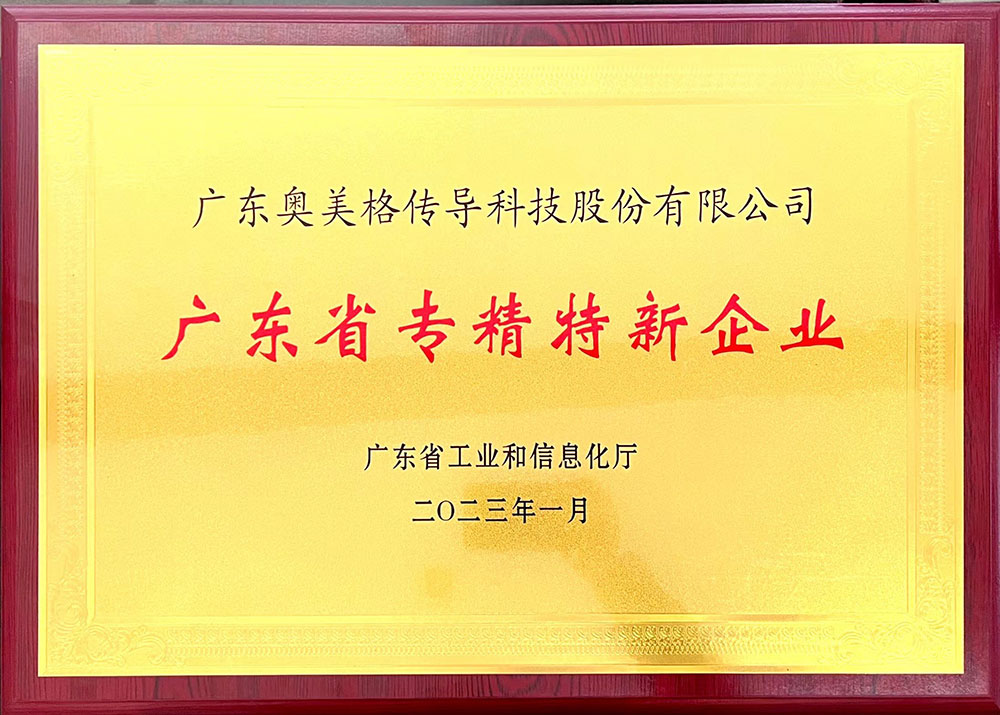 广东奥美格传导科技股份有限公司
广东省专精特新企业
广东省工业和信息化厅
二〇二三年一月